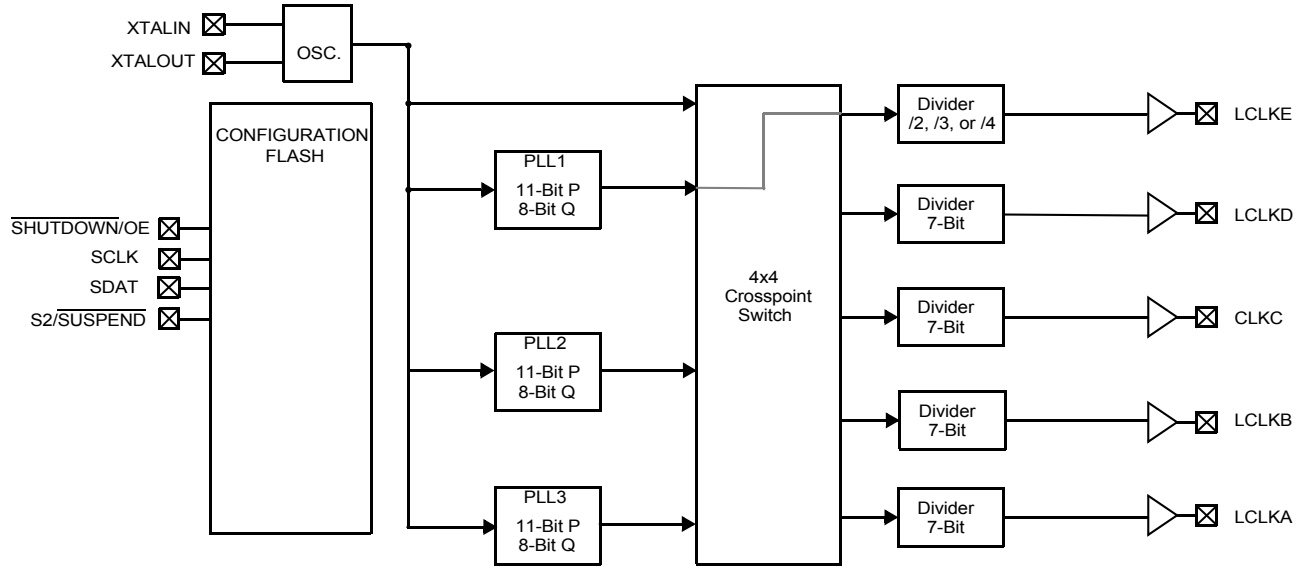 XTALIN
XTALOUT
OSC.
CONFIGURATION
FLASH
SHUTDOWN/OE
SCLK
SDAT
S2/SUSPEND
PLL1
11-Bit P
8-Bit Q
PLL2
11-Bit P
8-Bit Q
PLL3
11-Bit P
8-Bit Q
4x4
Crosspoint
Switch
Divider
/2, /3, or /4
LCLKE
Divider
7-Bit
LCLKD
Divider
7-Bit
CLKC
Divider
7-Bit
LCLKB
Divider
7-Bit
LCLKA